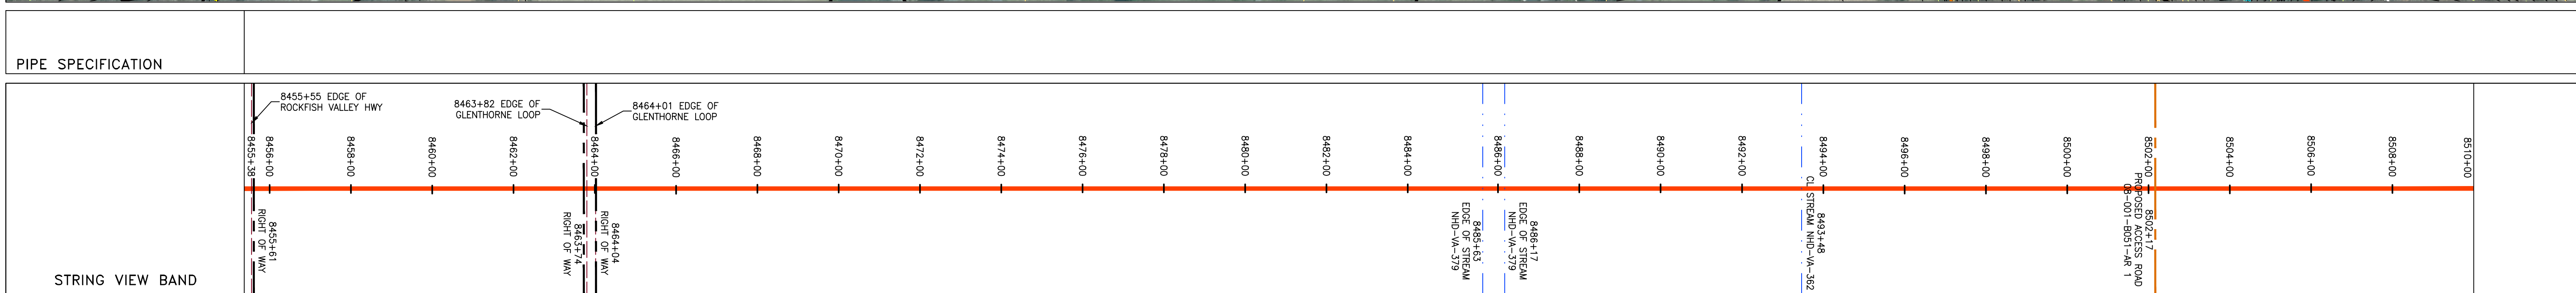 PIPE SPECIFICATION
STRING VIEW BAND
8455+55 EDGE OF
ROCKFISH VALLEY HWY
8463+82 EDGE OF
GLENTHORNE LOOP
8464+01 EDGE OF
GLENTHORNE LOOP
8455+38
8456+00
8458+00
8460+00
8462+00
8464+00
8466+00
8468+00
8470+00
8472+00
8474+00
8476+00
8478+00
8480+00
8482+00
8484+00
8486+00
8488+00
8490+00
8492+00
8494+00
8496+00
8498+00
8500+00
8502+00
8504+00
8506+00
8508+00
8510+00
8455+61
RIGHT OF WAY
8463+74
RIGHT OF WAY
8464+04
RIGHT OF WAY
8485+63
EDGE OF STREAM
NHD-VA-379
8486+17
EDGE OF STREAM
NHD-VA-379
8493+48
CL STREAM NHD-VA-362
8502+17
PROPOSED ACCESS ROAD
08-001-B051-AR 1